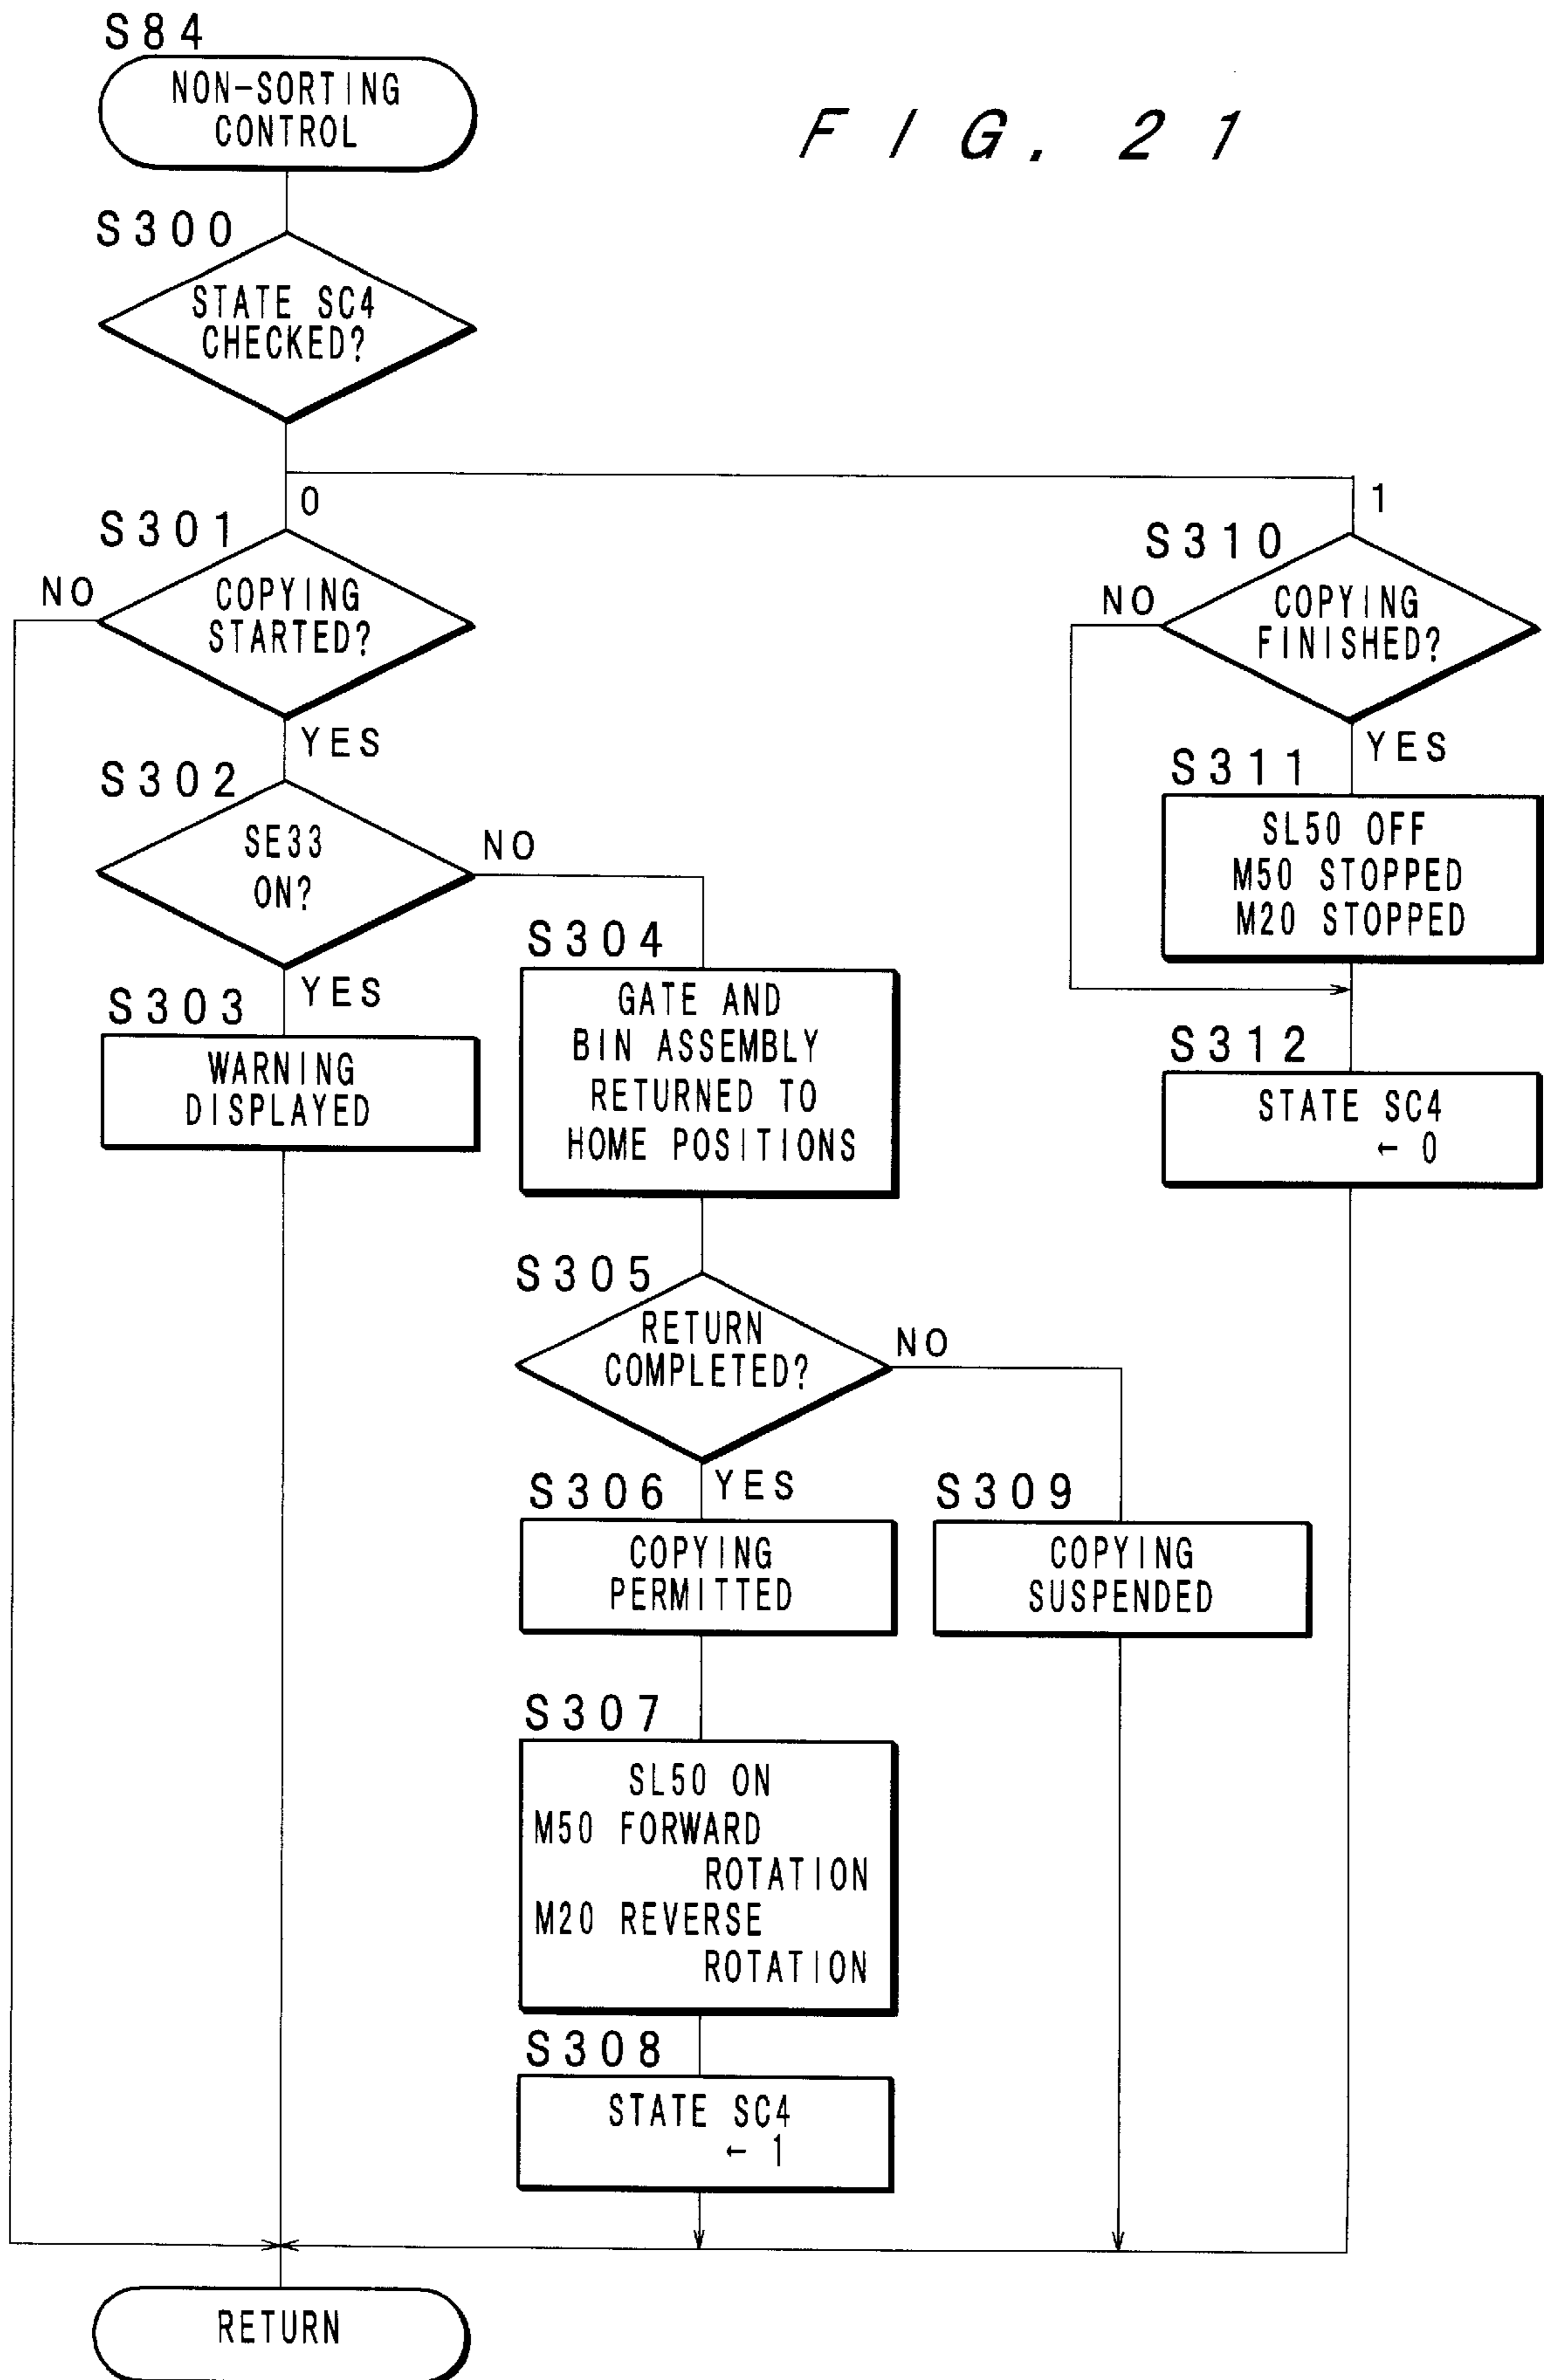 S84
NON-SORTING
CONTROL
FIG. 21
S300
STATE SC4
CHECKED?
0
1
S301
NO
COPYING
STARTED?
YES
S310
NO
COPYING
FINISHED?
YES
S302
SE33
ON?
NO
YES
S311
SL50 OFF
M50 STOPPED
M20 STOPPED
S303
WARNING
DISPLAYED
S304
GATE AND
BIN ASSEMBLY
RETURNED TO
HOME POSITIONS
S312
STATE SC4
← 0
S305
RETURN
COMPLETED?
NO
YES
S306
COPYING
PERMITTED
S309
COPYING
SUSPENDED
S307
SL50 ON
M50 FORWARD
ROTATION
M20 REVERSE
ROTATION
S308
STATE SC4
← 1
RETURN